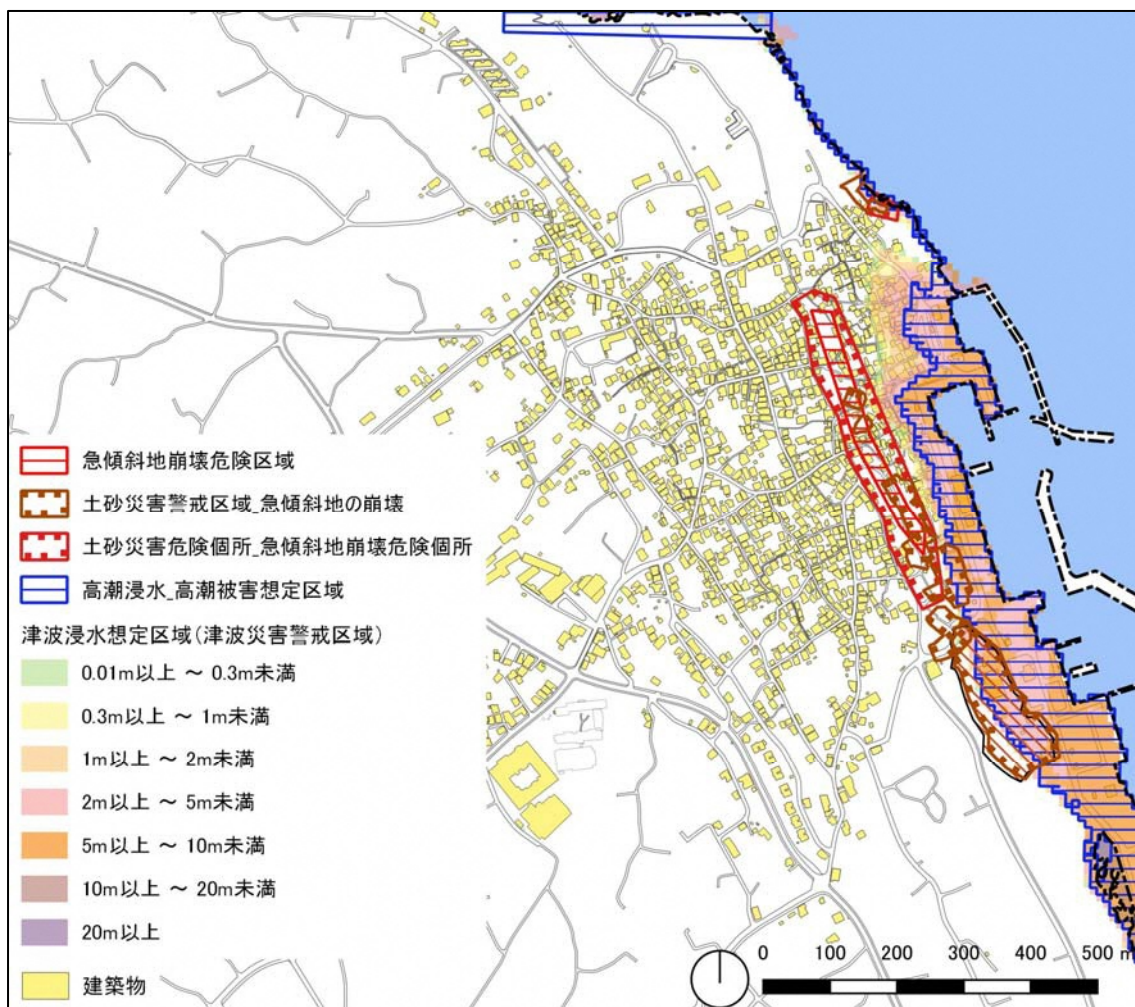 急傾斜地崩壊危険区域
土砂災害警戒区域_急傾斜地の崩壊
土砂災害危険個所_急傾斜地崩壊危険個所
高潮浸水_高潮被害想定区域
津波浸水想定区域(津波災害警戒区域)
0.01m以上 ~ 0.3m未満
0.3m以上 ~ 1m未満
1m以上 ~ 2m未満
2m以上 ~ 5m未満
5m以上 ~ 10m未満
10m以上 ~ 20m未満
20m以上
建築物
0 100 200 300 400 500 m